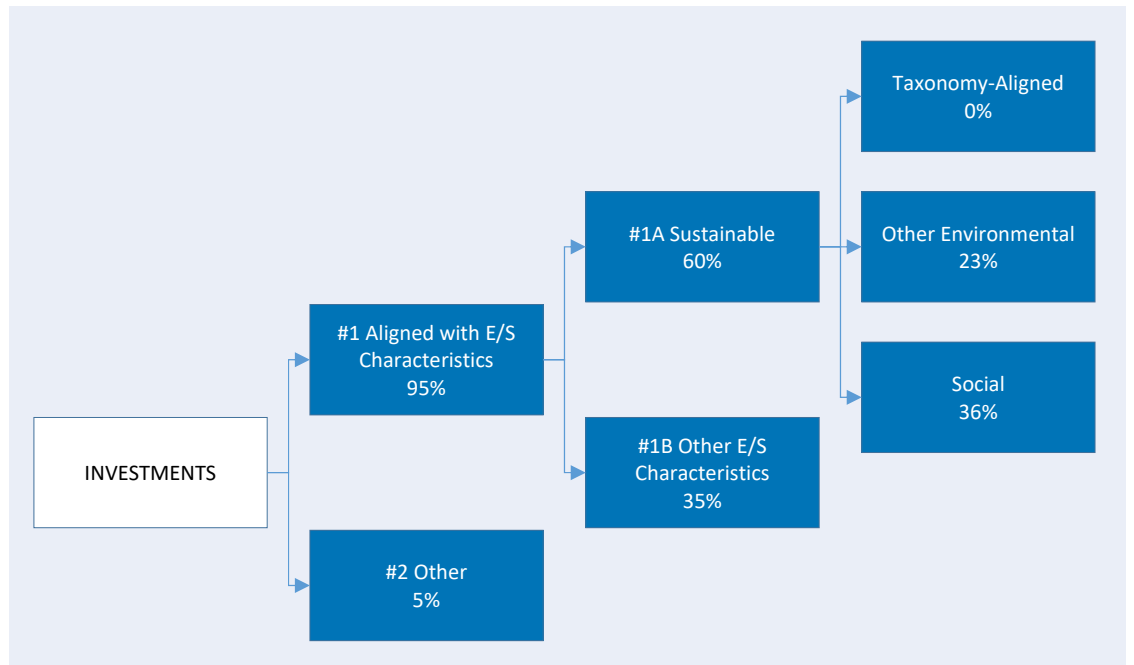 INVESTMENTS
#1 Aligned with E/S
Characteristics
95%
#2 Other
5%
#1A Sustainable
60%
#1B Other E/S
Characteristics
35%
Taxonomy-Aligned
0%
Other Environmental
23%
Social
36%